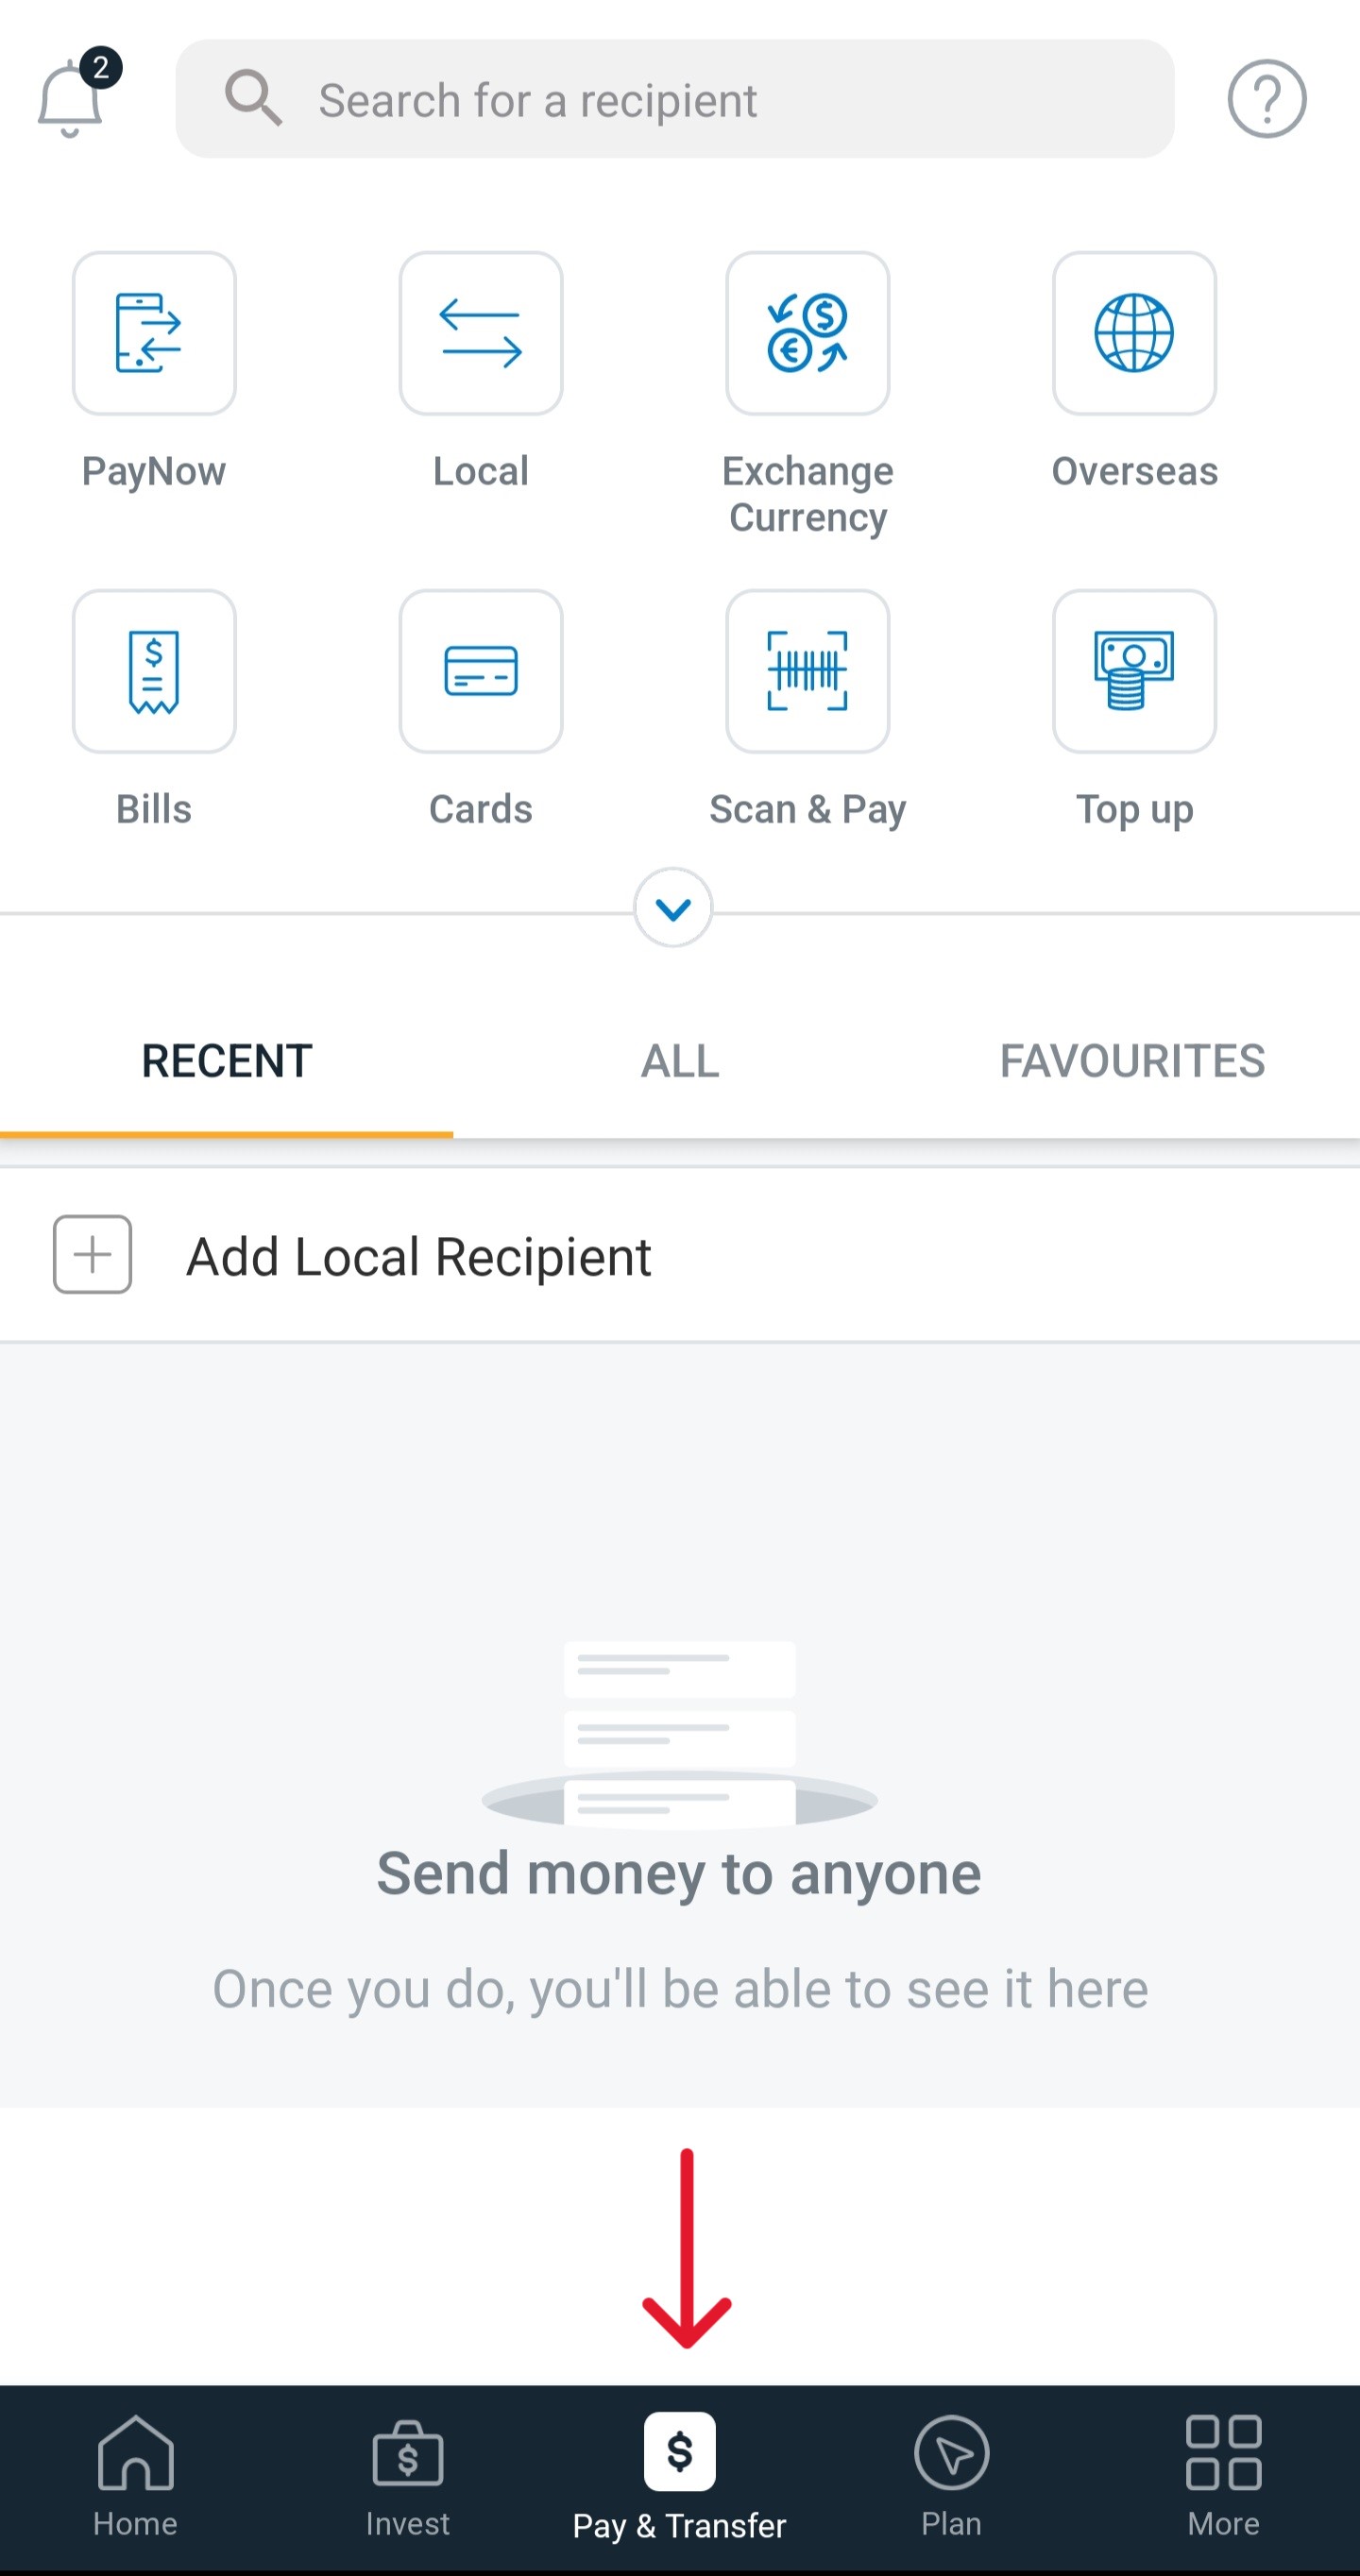 2
Search for a recipient
PayNow
Local
Exchange
Currency
Overseas
Bills
Cards
Scan & Pay
Top up
RECENT
ALL
FAVOURITES
Add Local Recipient
Send money to anyone
Once you do, you'll be able to see it here
Home
Invest
Pay & Transfer
Plan
More